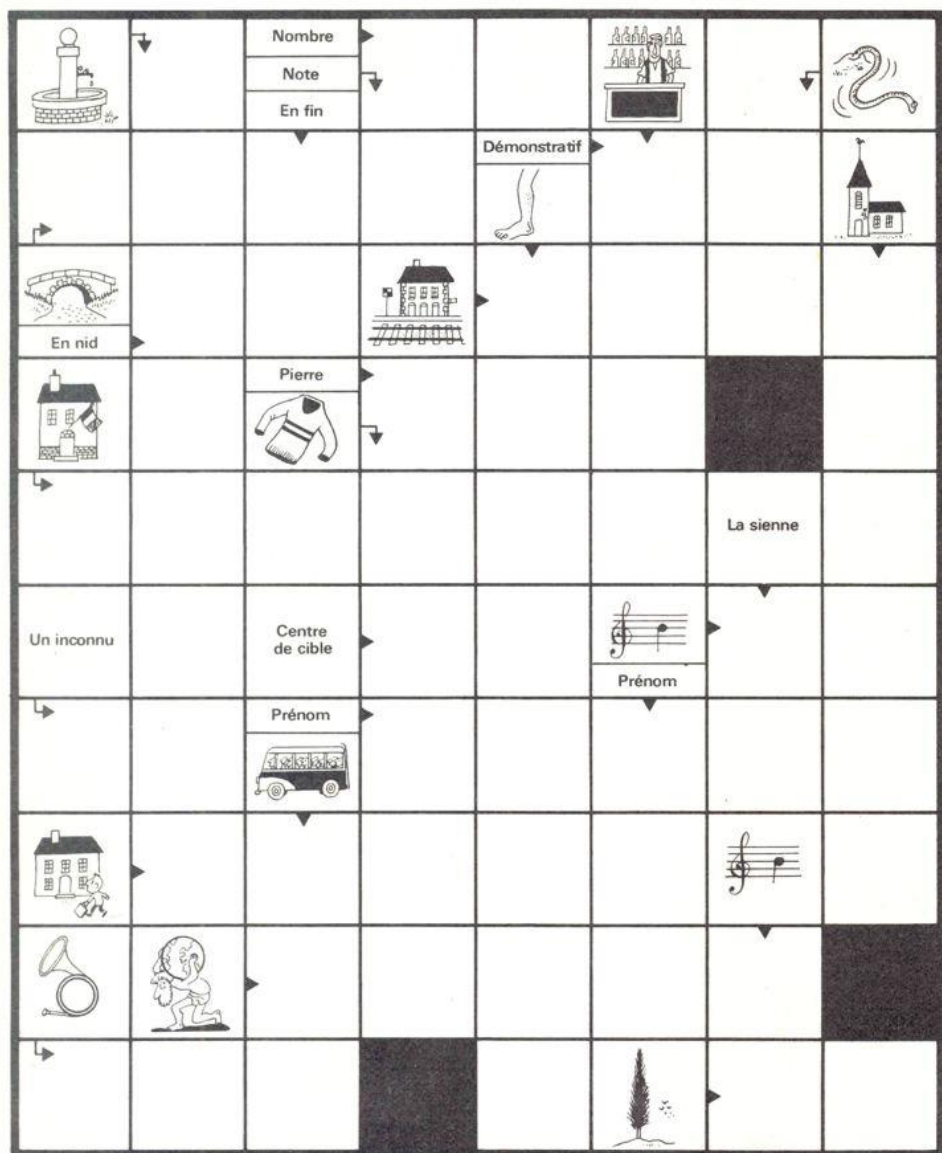 Nombre
Note
En fin
Démonstratif
En nid
Pierre
La sienne
Un inconnu
Centre
de cible
Prénom
Prénom